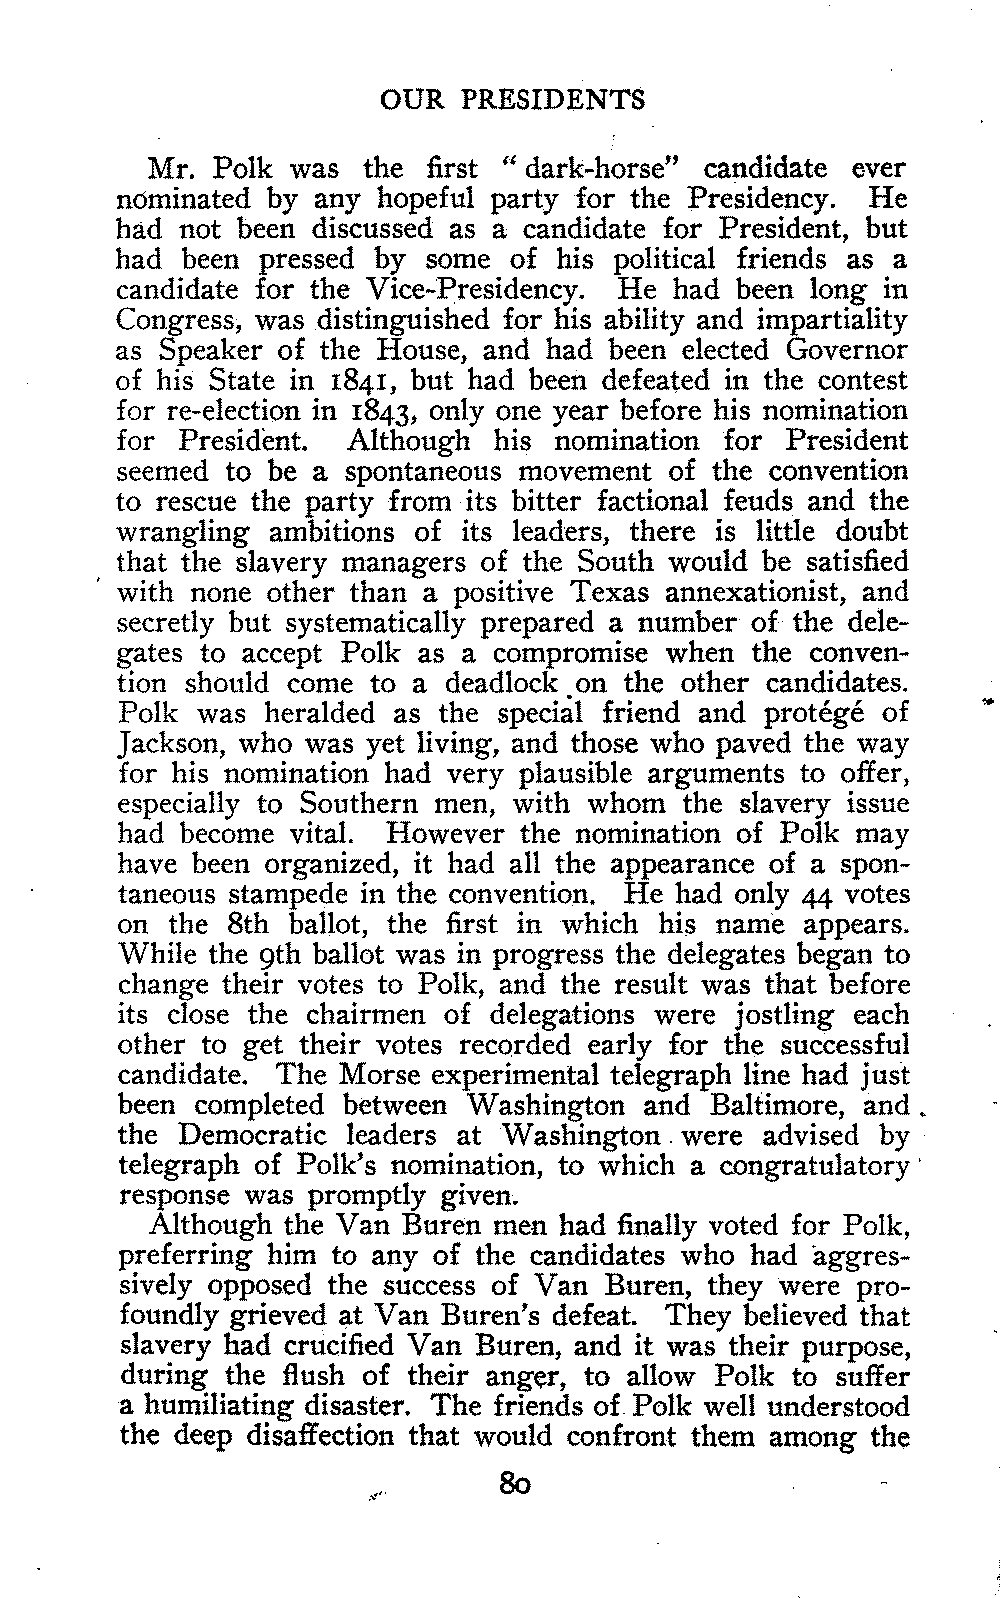 OUR PRESIDENTS
Mr. Polk was the first “ dark-horse” candidate ever
nominated by any hopeful party for the Presidency. He
had not been discussed as a candidate for President, but
had been pressed by some of his political friends as a
candidate for the Vice-Presidency. He had been long in
Congress, was distinguished for his ability and impartiality
as Speaker of the House, and had been elected Governor
of his State in 1841, but had been defeated in the contest
for re-election in 1843, only one year before his nomination
for President. Although his nomination for President
seemed to be a spontaneous movement of the convention
to rescue the party from its bitter factional feuds and the
wrangling ambitions of its leaders, there is little doubt
that the slavery managers of the South would be satisfied
with none other than a positive Texas annexationist, and
secretly but systematically prepared a number of the dele-
gates to accept Polk as a compromise when the conven-
tion should come to a deadlock on the other candidates.
Polk was heralded as the special friend and protégé of
Jackson, who was yet living, and those who paved the way
for his nomination had very plausible arguments to offer,
especially to Southern men, with whom the slavery issue
had become vital. However the nomination of Polk may
have been organized, it had all the appearance of a spon-
taneous stampede in the convention. He had only 44 votes
on the 8th ballot, the first in which his name appears.
While the 9th ballot was in progress the delegates began to
change their votes to Polk, and the result was that before
its close the chairmen of delegations were jostling each
other to get their votes recorded early for the successful
candidate. The Morse experimental telegraph line had just
been completed between Washington and Baltimore, and
the Democratic leaders at Washington were advised by
telegraph of Polk’s nomination, to which a congratulatory
response was promptly given.
Although the Van Buren men had finally voted for Polk,
preferring him to any of the candidates who had aggres-
sively opposed the success of Van Buren, they were pro-
foundly grieved at Van Buren’s defeat. They believed that
slavery had crucified Van Buren, and it was their purpose,
during the flush of their anger, to allow Polk to suffer
a humiliating disaster. The friends of Polk well understood
the deep disaffection that would confront them among the
80